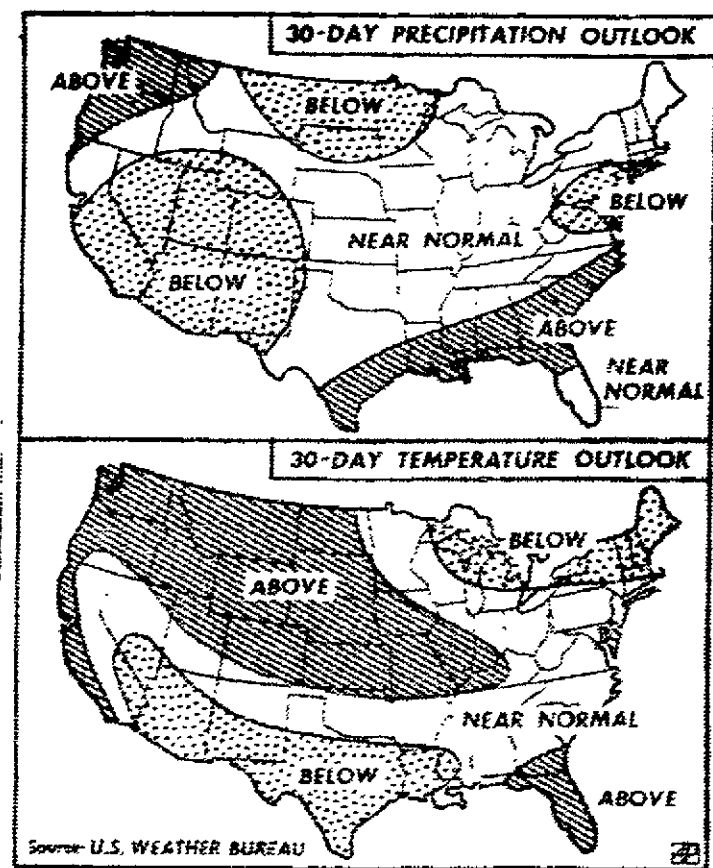 30-DAY PRECIPITATION OUTLOOK
ABOVE
BELOW
BELOW
NEAR NORMAL
BELOW
ABOVE
NEAR
NORMAL
30-DAY TEMPERATURE OUTLOOK
BELOW
ABOVE
NEAR NORMAL
BELOW
ABOVE
Source- U.S. WEATHER BUREAU
AP